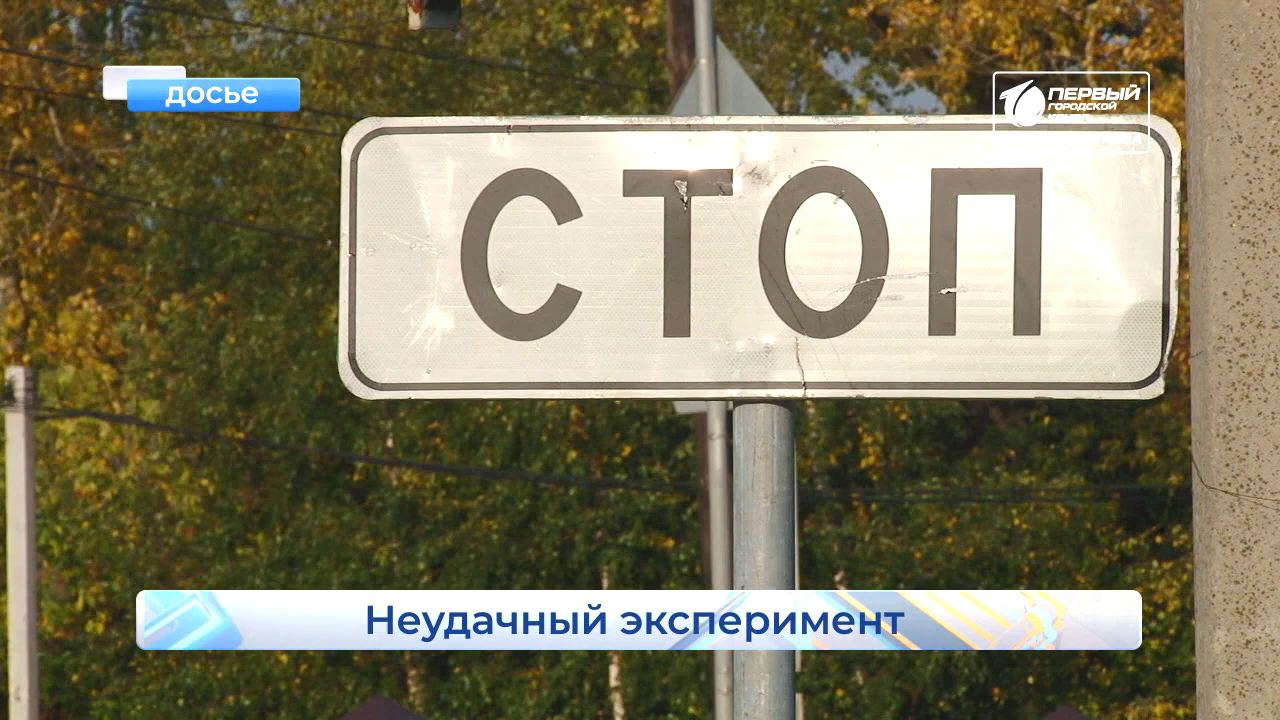 досье
ПЕРВЫЙ
ГОРОДСКОЙ
СТОП
Неудачный эксперимент